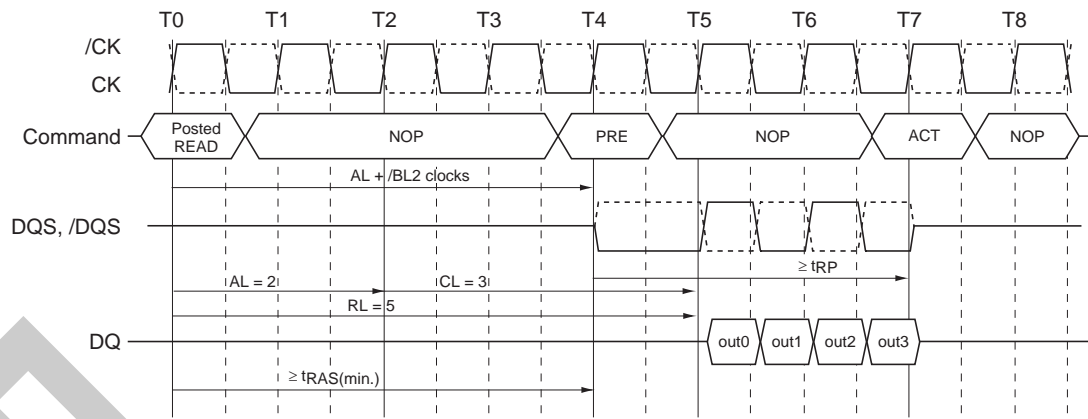 T0 T1 T2 T3 T4 T5 T6 T7 T8
/CK
CK
Command
Posted
READ
NOP
PRE
NOP
ACT
NOP
AL + /BL2 clocks
DQS, /DQS
≥ tRP
AL = 2
CL = 3
RL = 5
DQ
out0 out1 out2 out3
≥ tRAS(min.)